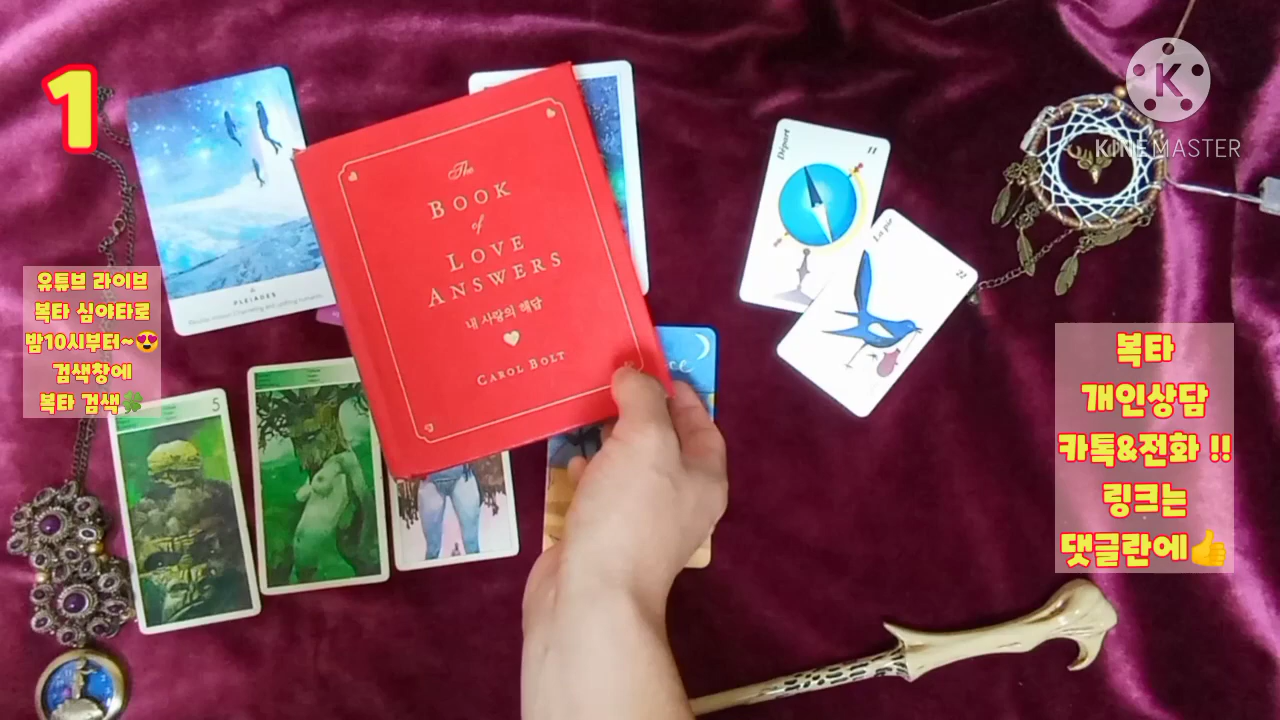 1
유튜브 라이브
복타 심야타로
밤10시부터~😍
검색창에
복타 검색🍀
PLEIADES
The
BOOK
of
LOVE
ANSWERS
내 사랑의 해답
CAROL BOLT
Départ
11
La pie
5
K
KINEMASTER
복타
개인상담
카톡&전화 !!
링크는
댓글란에👍